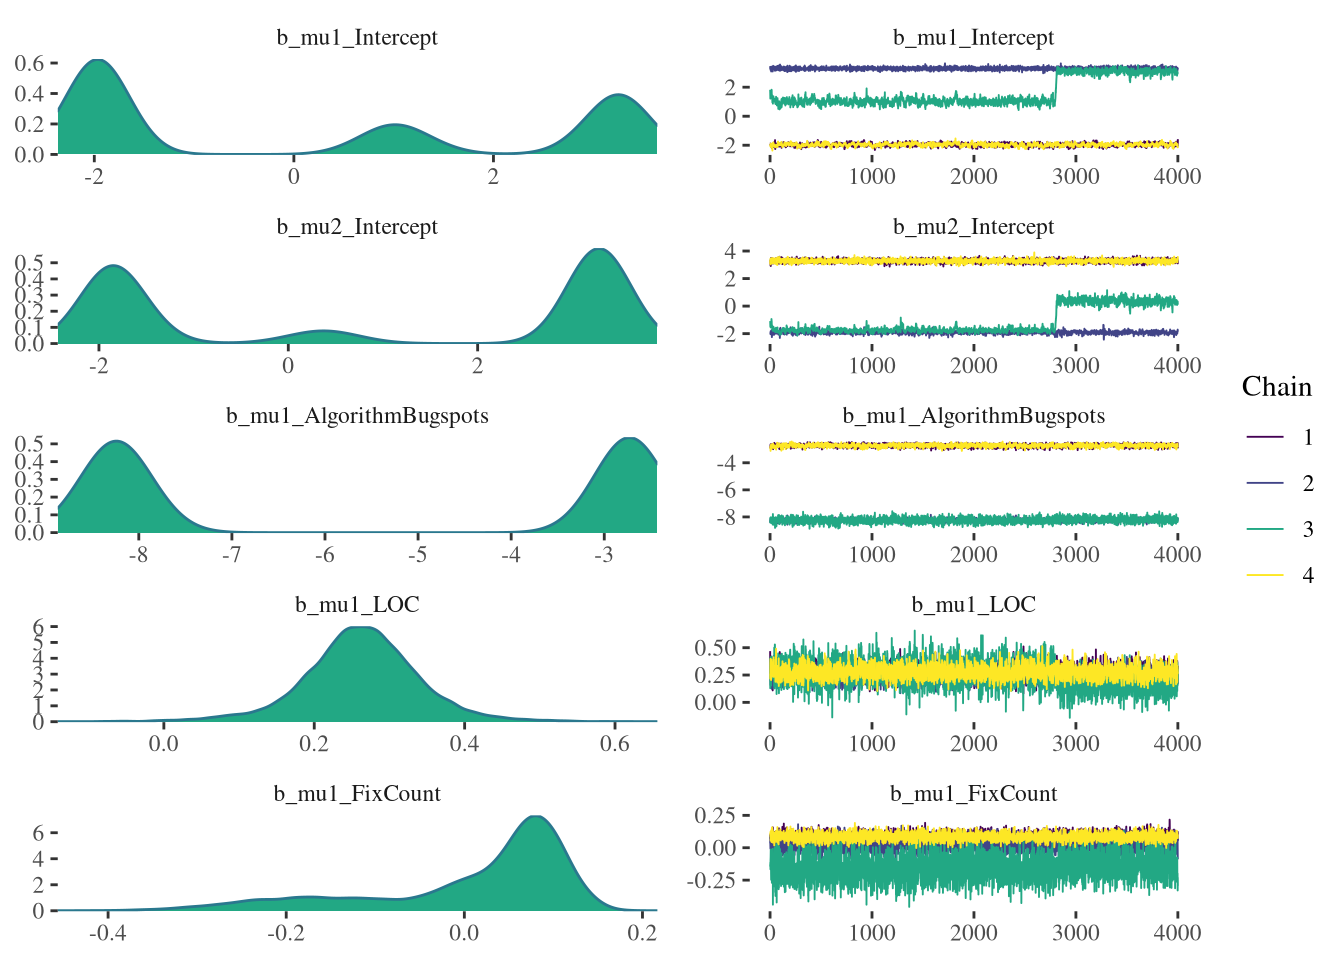 b_mu1_Intercept
0.6
0.4
0.2
0.0
-2 0 2
b_mu1_Intercept
2
0
-2
0 1000 2000 3000 4000
b_mu2_Intercept
0.5
0.4
0.3
0.2
0.1
0.0
-2 0 2
b_mu2_Intercept
4
2
0
-2
0 1000 2000 3000 4000
b_mu1_AlgorithmBugspots
0.5
0.4
0.3
0.2
0.1
0.0
-8 -7 -6 -5 -4 -3
b_mu1_AlgorithmBugspots
-4
-6
-8
0 1000 2000 3000 4000
b_mu1_LOC
6
5
4
3
2
1
0
0.0 0.2 0.4 0.6
b_mu1_LOC
0.50
0.25
0.00
0 1000 2000 3000 4000
b_mu1_FixCount
6
4
2
0
-0.4 -0.2 0.0 0.2
b_mu1_FixCount
0.25
0.00
-0.25
0 1000 2000 3000 4000
Chain
1
2
3
4